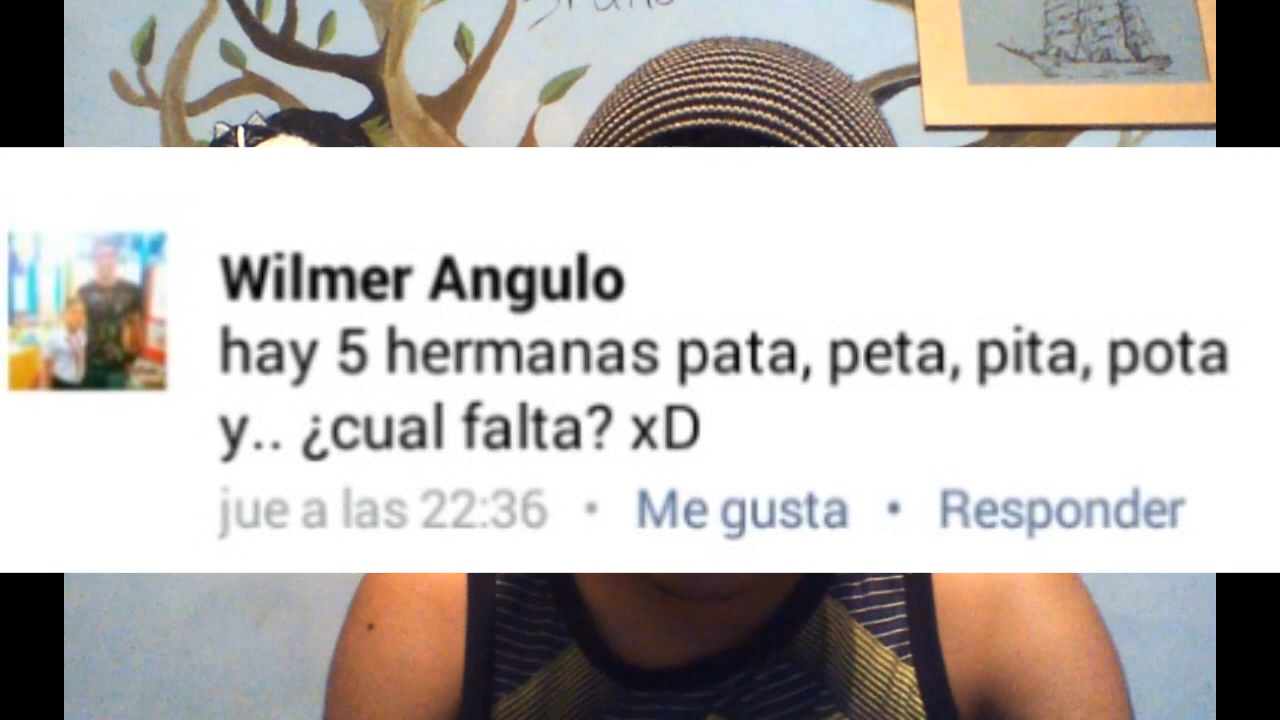 Wilmer Angulo
hay 5 hermanas pata, peta, pita, pota
y.. ¿cual falta? xD
jue a las 22:36 • Me gusta • Responder